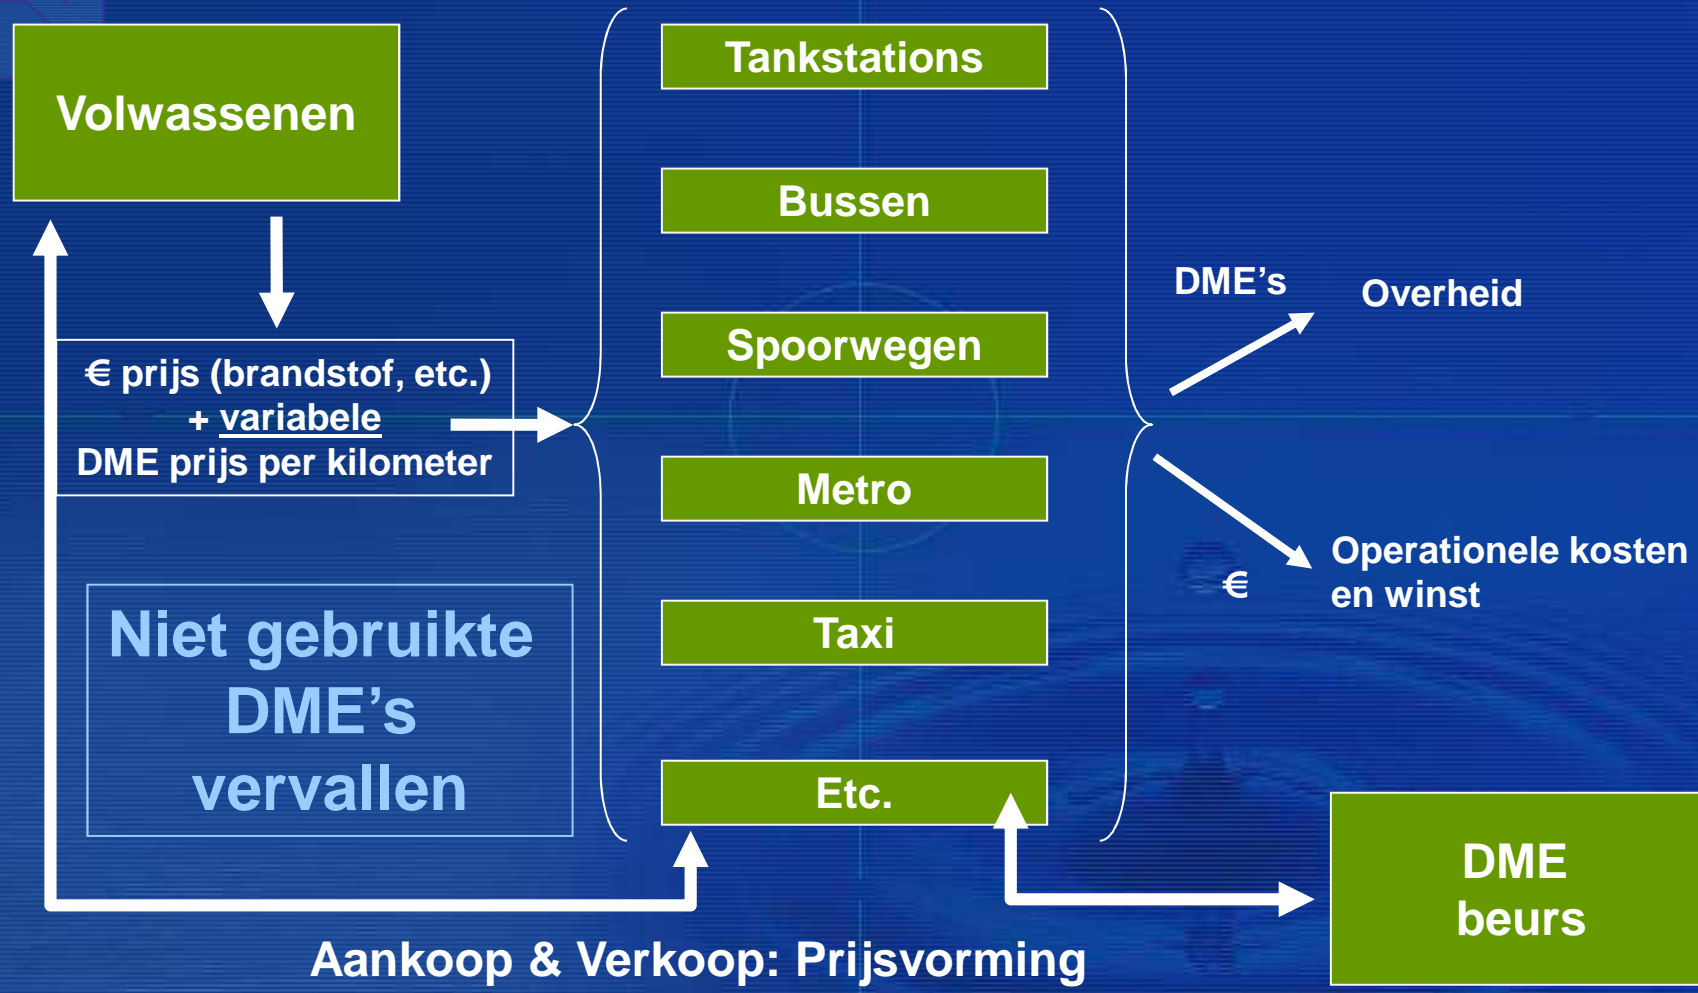 Volwassenen
€ prijs (brandstof, etc.)
+ variabele
DME prijs per kilometer
Niet gebruikte
DME’s
vervallen
Tankstations
Bussen
Spoorwegen
Metro
Taxi
Etc.
DME’s
Overheid
€
Operationele kosten
en winst
DME
beurs
Aankoop & Verkoop: Prijsvorming